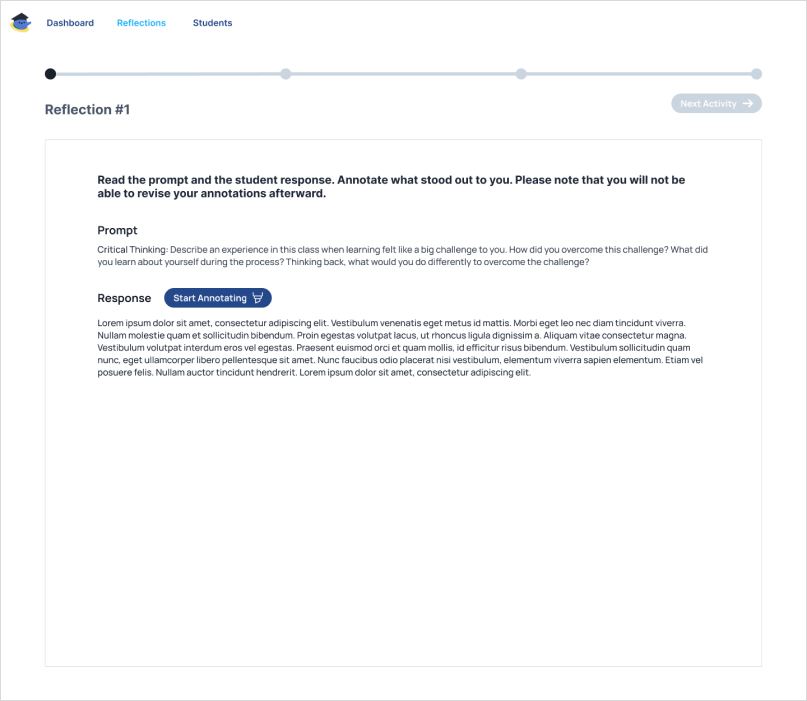 Dashboard Reflections Students
Reflection #1
Next Activity
Read the prompt and the student response. Annotate what stood out to you. Please note that you will not be
able to revise your annotations afterward.
Prompt
Critical Thinking: Describe an experience in this class when learning felt like a big challenge to you. How did you overcome this challenge? What did
you learn about yourself during the process? Thinking back, what would you do differently to overcome the challenge?
Response Start Annotating
Lorem ipsum dolor sit amet, consectetur adipiscing elit. Vestibulum venenatis eget metus id mattis. Morbi eget leo nec diam tincidunt viverra.
Nullam molestie quam et sollicitudin bibendum. Proin egestas volutpat lacus, ut rhoncus ligula dignissim a. Aliquam vitae consectetur magna.
Vestibulum volutpat interdum eros vel egestas. Praesent euismod orci et quam mollis, id efficitur risus bibendum. Vestibulum sollicitudin quam
nunc, eget ullamcorper libero pellentesque sit amet. Nunc faucibus odio placerat nisi vestibulum, elementum viverra sapien elementum. Etiam vel
posuere felis. Nullam auctor tincidunt hendrerit. Lorem ipsum dolor sit amet, consectetur adipiscing elit.